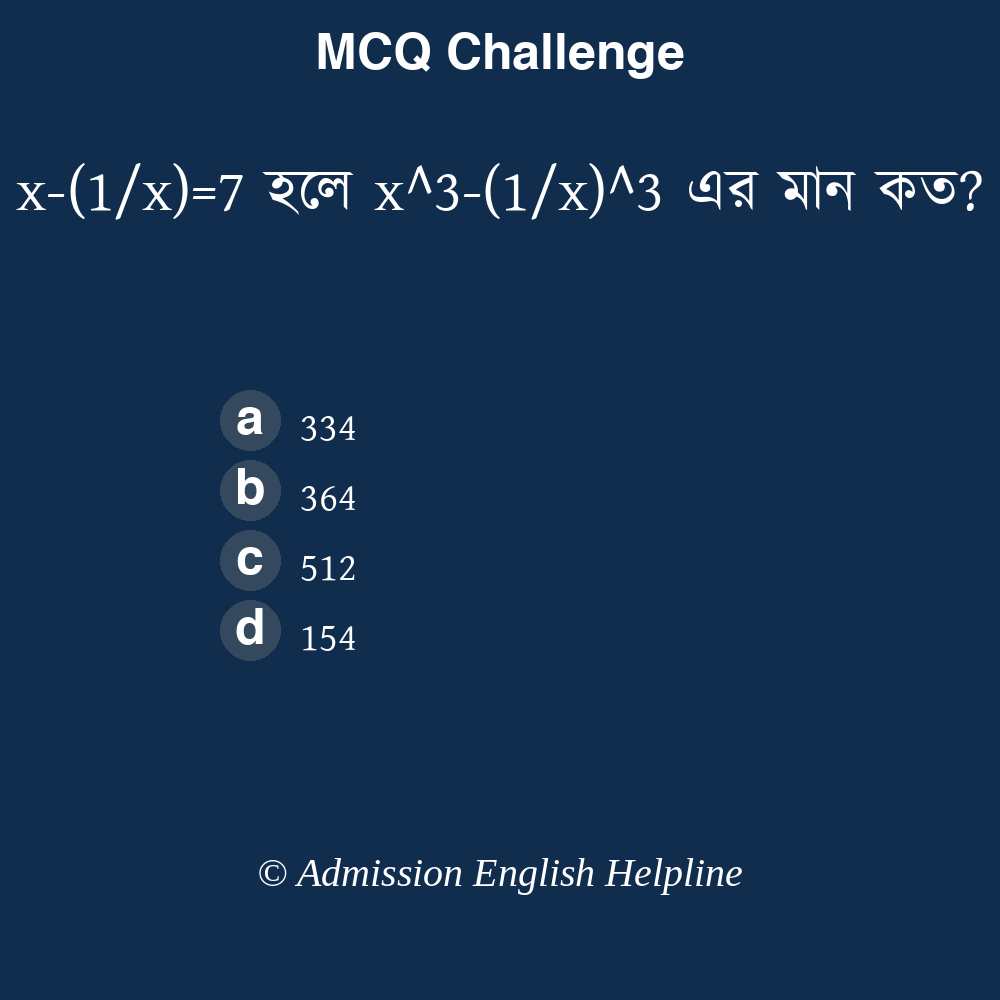 MCQ Challenge
x-(1/x)=7 হলে x^3-(1/x)^3 এর মান কত?
a 334
b 364
c 512
d 154
© Admission English Helpline